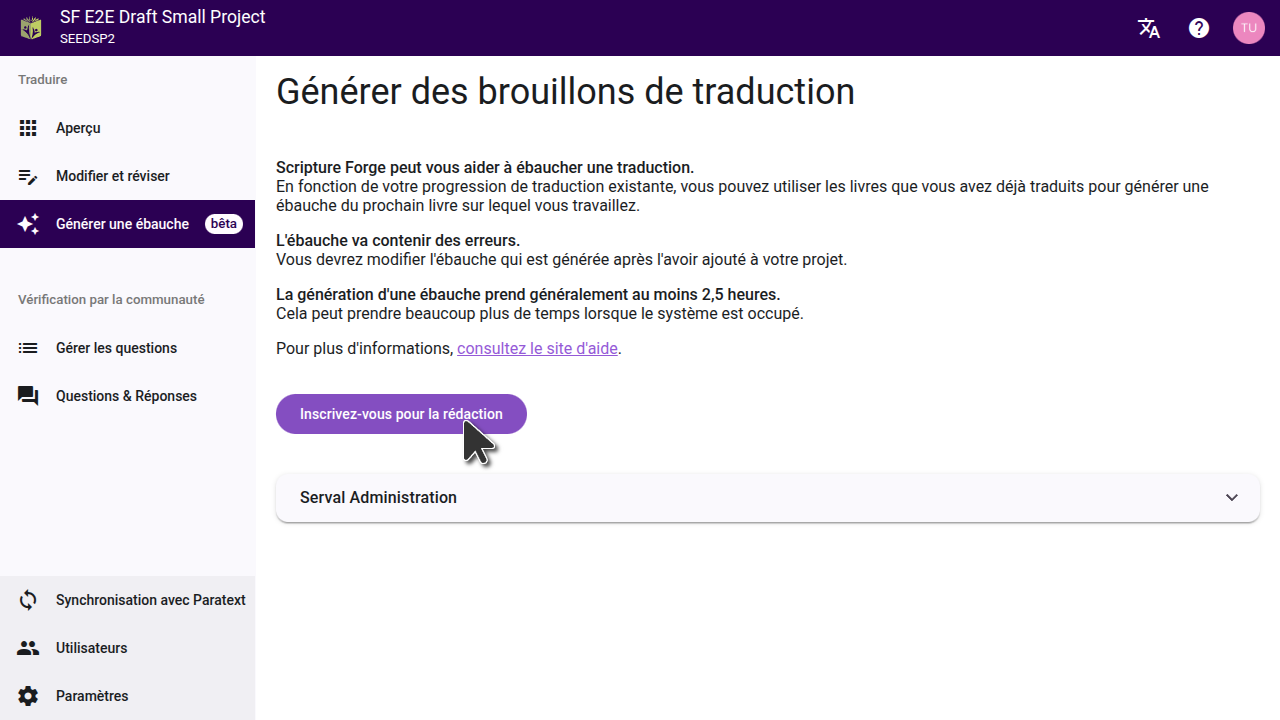 SF E2E Draft Small Project
SEEDSP2
TU
Traduire
Aperçu
Modifier et réviser
Générer une ébauche bêta
Vérification par la communauté
Gérer les questions
Questions & Réponses
Synchronisation avec Paratext
Utilisateurs
Paramètres
Générer des brouillons de traduction
Scripture Forge peut vous aider à ébaucher une traduction.
En fonction de votre progression de traduction existante, vous pouvez utiliser les livres que vous avez déjà traduits pour générer une
ébauche du prochain livre sur lequel vous travaillez.
L'ébauche va contenir des erreurs.
Vous devrez modifier l'ébauche qui est générée après l'avoir ajouté à votre projet.
La génération d'une ébauche prend généralement au moins 2,5 heures.
Cela peut prendre beaucoup plus de temps lorsque le système est occupé.
Pour plus d'informations, consultez le site d'aide.
Inscrivez-vous pour la rédaction
Serval Administration